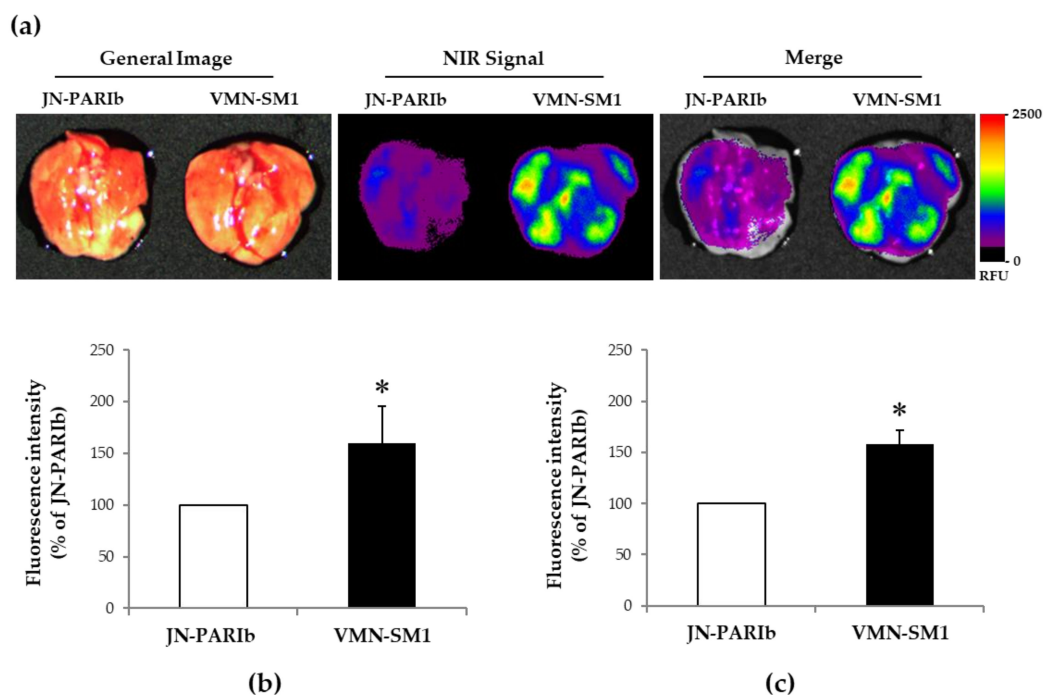 (a)
General Image NIR Signal Merge
JN-PARIb VMN-SM1 JN-PARIb VMN-SM1 JN-PARIb VMN-SM1
2500
0
RFU
Fluorescence intensity
(% of JN-PARIb)
250
200
150
100
50
0
*
JN-PARIb VMN-SM1
(b)
Fluorescence intensity
(% of JN-PARIb)
250
200
150
100
50
0
*
JN-PARIb VMN-SM1
(c)